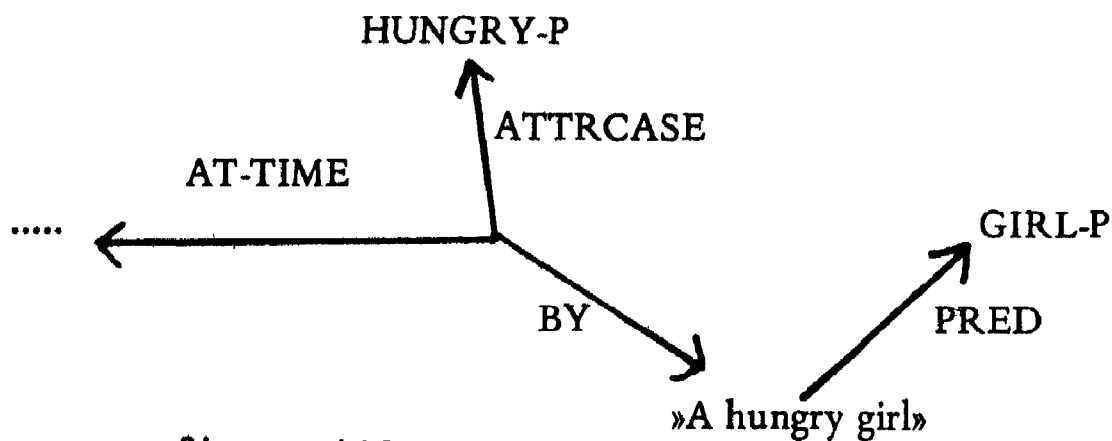 HUNGRY-P
ATTRCASE
AT-TIME
.....
GIRL-P
BY
PRED
»A hungry girl»